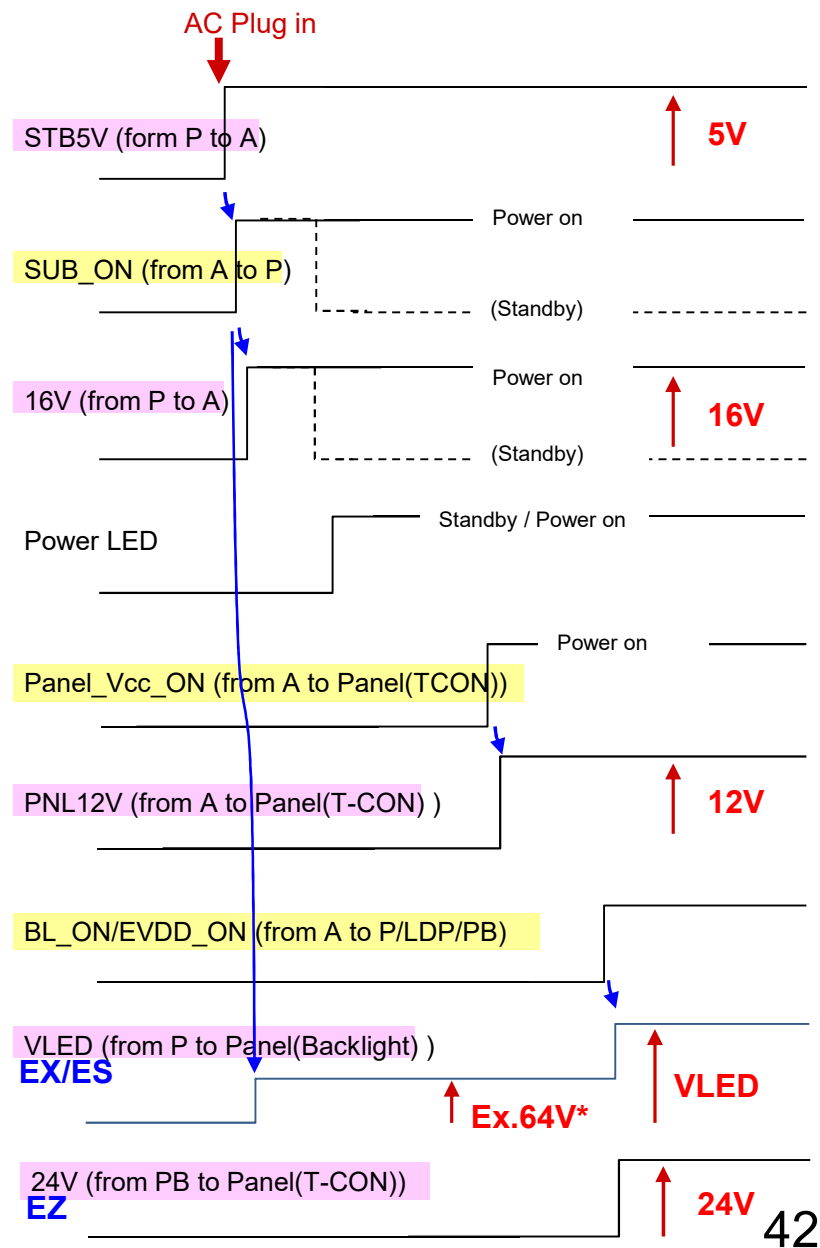 AC Plug in
STB5V (form P to A)
5V
Power on
SUB_ON (from A to P)
(Standby)
Power on
16V (from P to A)
16V
(Standby)
Standby / Power on
Power LED
Power on
Panel_Vcc_ON (from A to Panel(TCON))
PNL12V (from A to Panel(T-CON) )
12V
BL_ON/EVDD_ON (from A to P/LDP/PB)
VLED (from P to Panel(Backlight) )
EX/ES
VLED
Ex.64V*
24V (from PB to Panel(T-CON))
EZ
24V
42